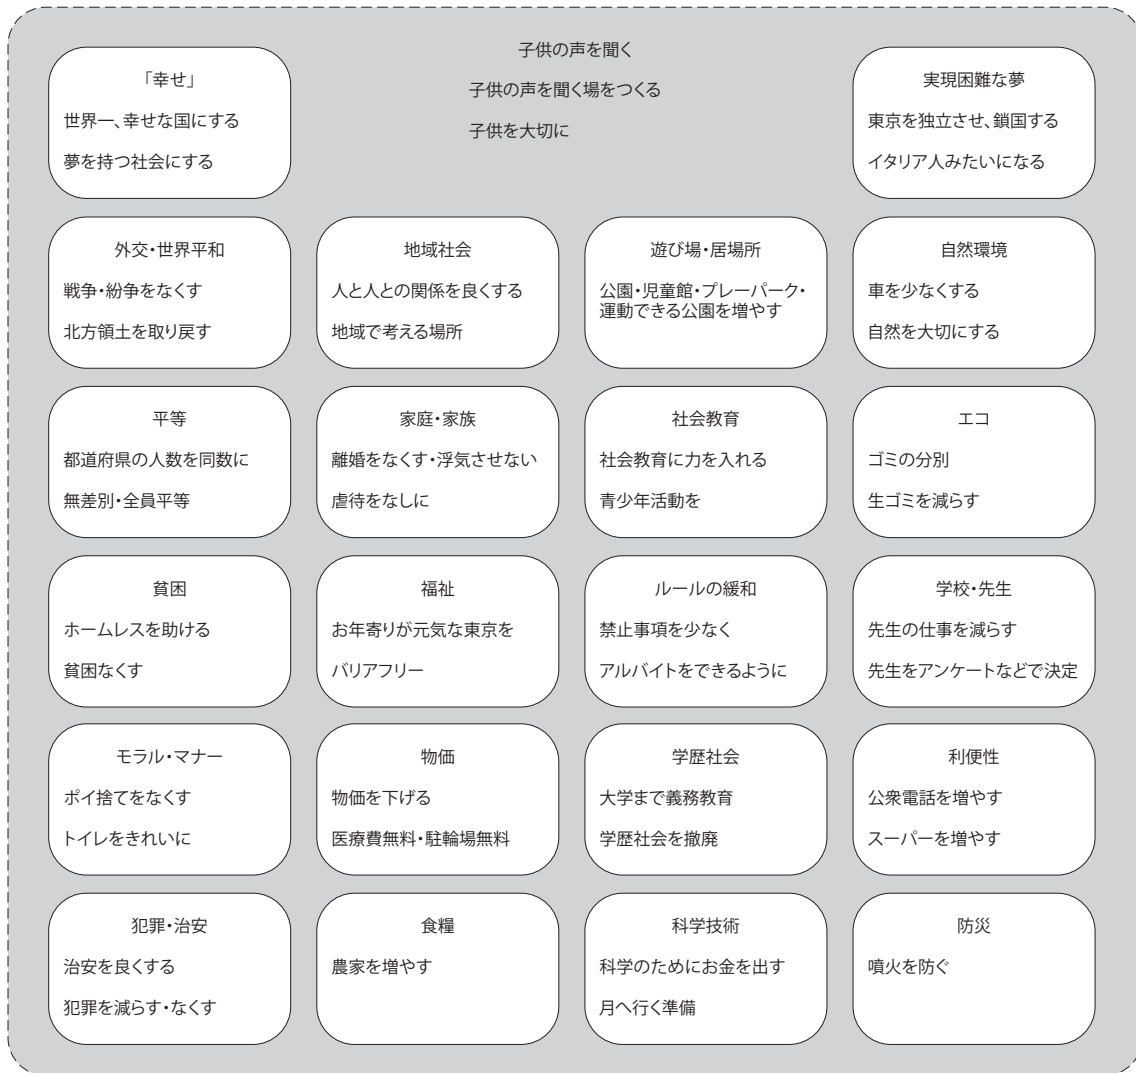 子供の声を聞く
子供の声を聞く場をつくる
子供を大切に
「幸せ」
世界一、幸せな国にする
夢を持つ社会にする
実現困難な夢
東京を独立させ、鎖国する
イタリア人みたいになる
外交・世界平和
戦争・紛争をなくす
北方領土を取り戻す
地域社会
人と人との関係を良くする
地域で考える場所
遊び場・居場所
公園・児童館・プレーパーク・
運動できる公園を増やす
自然環境
車を少なくする
自然を大切にする
平等
都道府県の人数を同数に
無差別・全員平等
家庭・家族
離婚をなくす・浮気させない
虐待をなしに
社会教育
社会教育に力を入れる
青少年活動を
エコ
ゴミの分別
生ゴミを減らす
貧困
ホームレスを助ける
貧困なくす
福祉
お年寄りが元気な東京を
バリアフリー
ルールの緩和
禁止事項を少なく
アルバイトをできるように
学校・先生
先生の仕事を減らす
先生をアンケートなどで決定
モラル・マナー
ポイ捨てをなくす
トイレをきれいに
物価
物価を下げる
医療費無料・駐輪場無料
学歴社会
大学まで義務教育
学歴社会を撤廃
利便性
公衆電話を増やす
スーパーを増やす
犯罪・治安
治安を良くする
犯罪を減らす・なくす
食糧
農家を増やす
科学技術
科学のためにお金を出す
月へ行く準備
防災
噴火を防ぐ